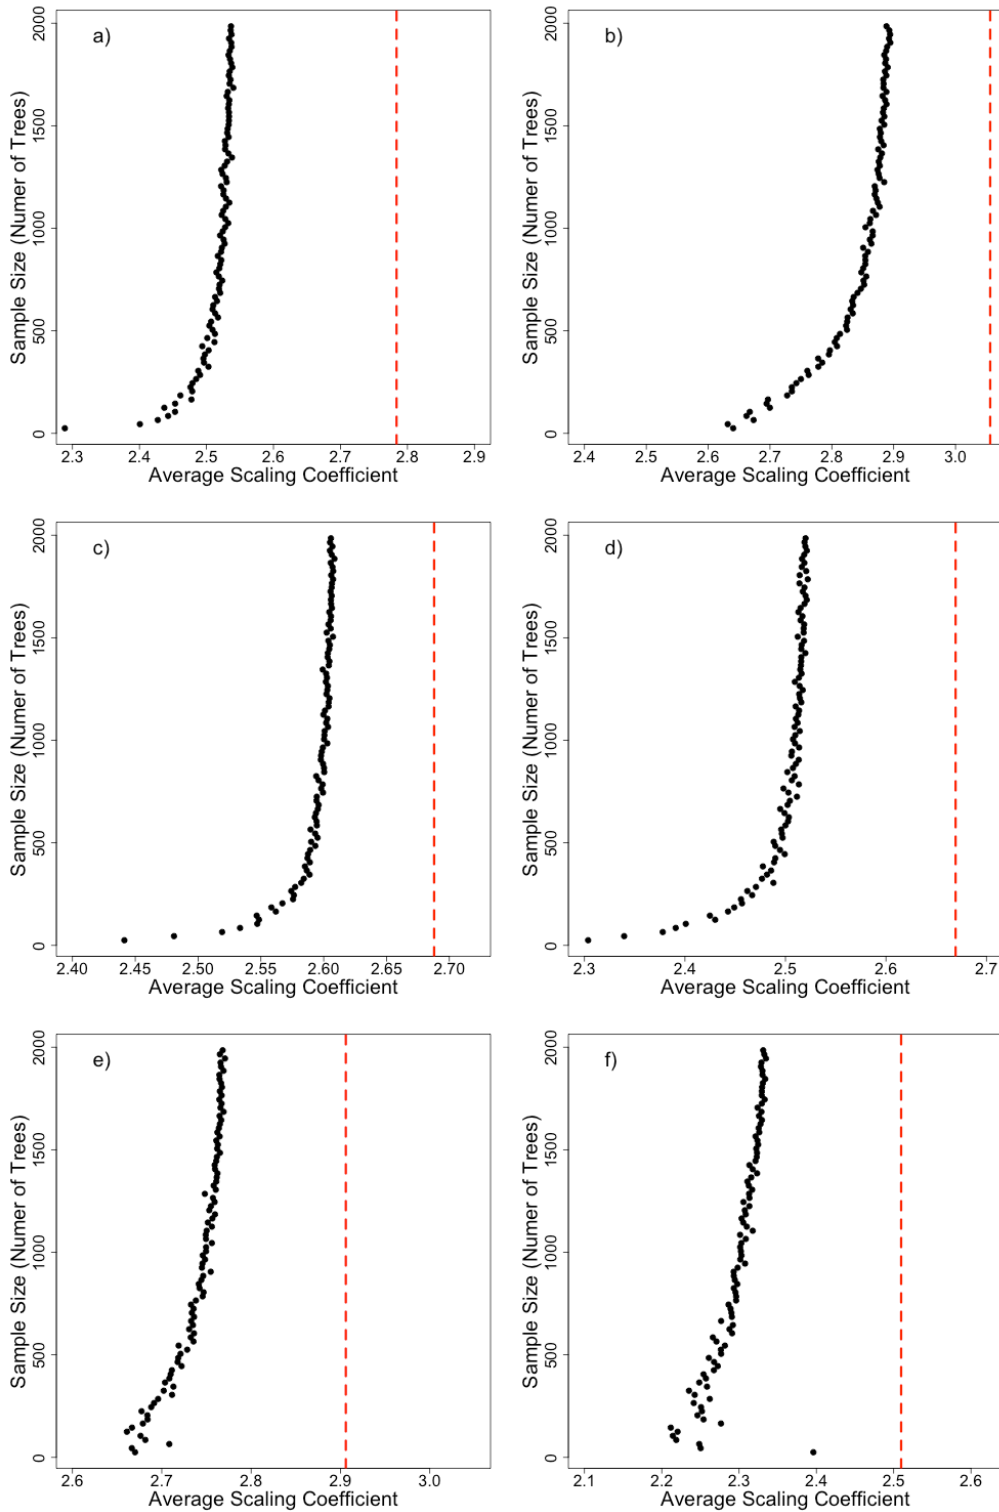 a)
Sample Size (Numer of Trees)
0 500 1000 1500 2000
2.3 2.4 2.5 2.6 2.7 2.8 2.9
Average Scaling Coefficient
b)
Sample Size (Numer of Trees)
0 500 1000 1500 2000
2.4 2.5 2.6 2.7 2.8 2.9 3.0
Average Scaling Coefficient
c)
Sample Size (Numer of Trees)
0 500 1000 1500 2000
2.40 2.45 2.50 2.55 2.60 2.65 2.70
Average Scaling Coefficient
d)
Sample Size (Numer of Trees)
0 500 1000 1500 2000
2.3 2.4 2.5 2.6 2.7
Average Scaling Coefficient
e)
Sample Size (Numer of Trees)
0 500 1000 1500 2000
2.6 2.7 2.8 2.9 3.0
Average Scaling Coefficient
f)
Sample Size (Numer of Trees)
0 500 1000 1500 2000
2.1 2.2 2.3 2.4 2.5 2.6
Average Scaling Coefficient